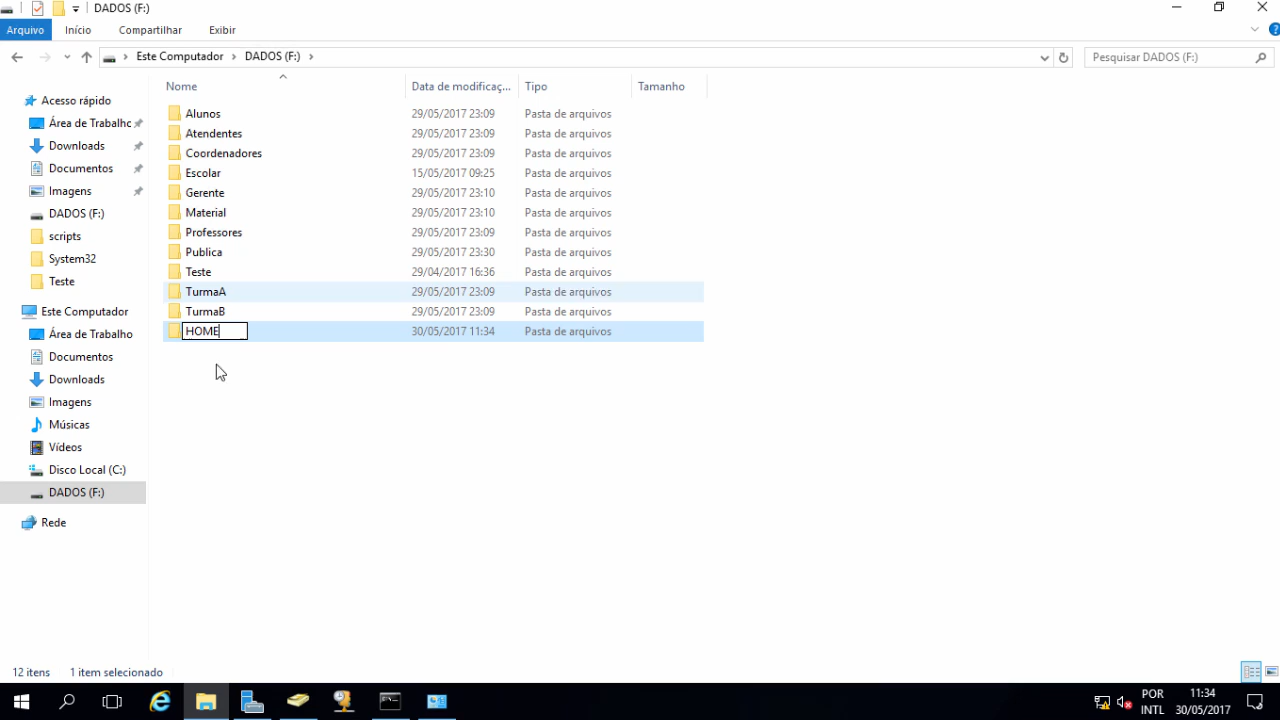 DADOS (F:)
Arquivo Início Compartilhar Exibir
Este Computador DADOS (F:)
Pesquisar DADOS (F:)
Nome Data de modificaç... Tipo Tamanho
Acesso rápido
Área de Trabalho
Downloads
Documentos
Imagens
DADOS (F:)
scripts
System32
Teste
Este Computador
Área de Trabalho
Documentos
Downloads
Imagens
Músicas
Vídeos
Disco Local (C:)
DADOS (F:)
Rede
Alunos 29/05/2017 23:09 Pasta de arquivos
Atendentes 29/05/2017 23:09 Pasta de arquivos
Coordenadores 29/05/2017 23:09 Pasta de arquivos
Escolar 15/05/2017 09:25 Pasta de arquivos
Gerente 29/05/2017 23:10 Pasta de arquivos
Material 29/05/2017 23:10 Pasta de arquivos
Professores 29/05/2017 23:09 Pasta de arquivos
Publica 29/05/2017 23:30 Pasta de arquivos
Teste 29/04/2017 16:36 Pasta de arquivos
TurmaA 29/05/2017 23:09 Pasta de arquivos
TurmaB 29/05/2017 23:09 Pasta de arquivos
HOME 30/05/2017 11:34 Pasta de arquivos
12 itens 1 item selecionado
POR 11:34
INTL 30/05/2017